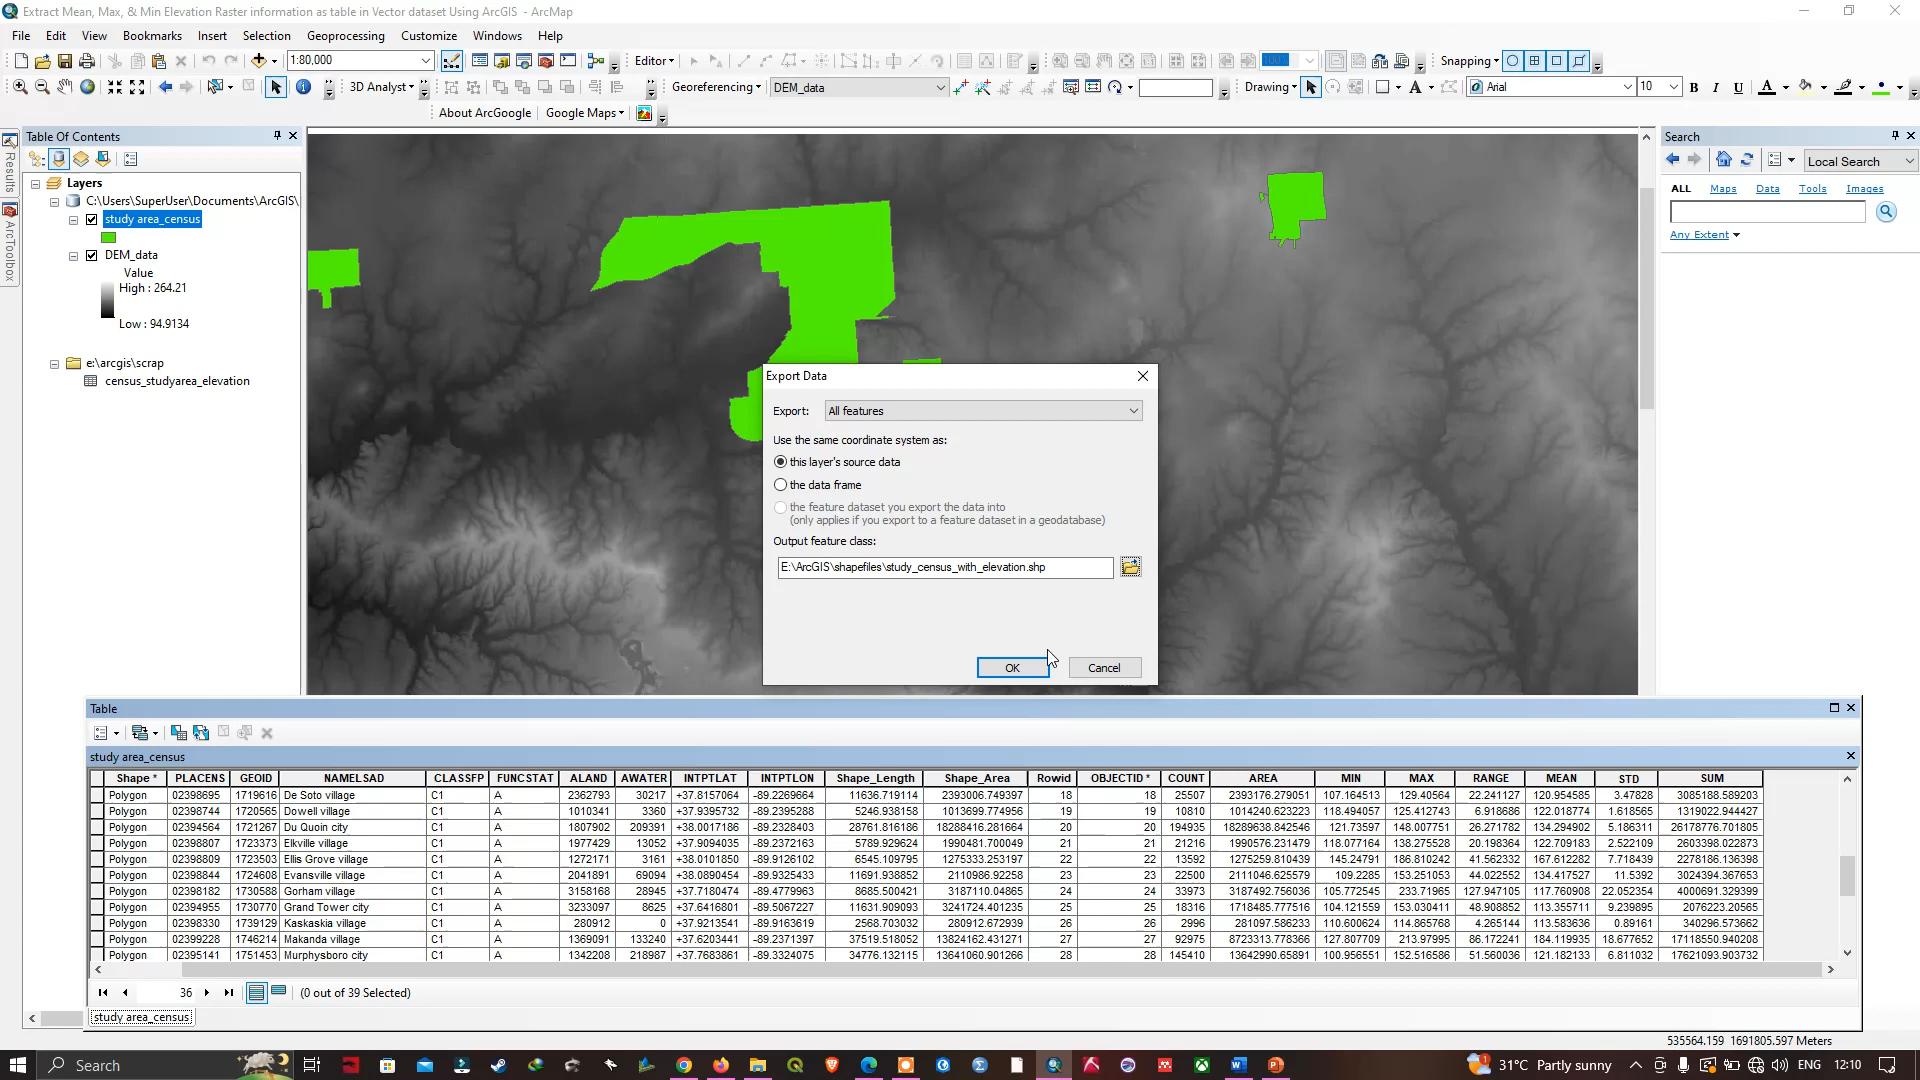 Extract Mean, Max, & Min Elevation Raster information as table in Vector dataset Using ArcGIS - ArcMap
File Edit View Bookmarks Insert Selection Geoprocessing Customize Windows Help
1:80,000 Editor 100% Snapping
3D Analyst Georeferencing DEM_data Drawing Arial 10 B I U A
About ArcGoogle Google Maps
Table Of Contents
Results
ArcToolbox
Layers
C:\Users\SuperUser\Documents\ArcGIS\
study area_census
DEM_data
Value
High : 264.21
Low : 94.9134
e:\arcgis\scrap
census_studyarea_elevation
Search
Local Search
ALL Maps Data Tools Images
Any Extent
Export Data
Export: All features
Use the same coordinate system as:
this layer's source data
the data frame
the feature dataset you export the data into
(only applies if you export to a feature dataset in a geodatabase)
Output feature class:
E:\ArcGIS\shapefiles\study_census_with_elevation.shp
OK Cancel
Table
study area_census
Shape * PLACENS GEOID NAMELSAD CLASSFP FUNCSTAT ALAND AWATER INTPTLAT INTPTLON Shape_Length Shape_Area Rowid OBJECTID * COUNT AREA MIN MAX RANGE MEAN STD SUM
Polygon 02398695 1719616 De Soto village C1 A 2362793 30217 +37.8157064 -89.2269664 11636.719114 2393006.749397 18 18 25507 2393176.279051 107.164513 129.40564 22.241127 120.954585 3.47828 3085188.589203
Polygon 02398744 1720565 Dowell village C1 A 1010341 3360 +37.9395732 -89.2395288 5246.938158 1013699.774956 19 19 10810 1014240.623223 118.494057 125.412743 6.918686 122.018774 1.618565 1319022.944427
Polygon 02394564 1721267 Du Quoin city C1 A 1807902 209391 +38.0017186 -89.2328403 28761.816186 18288416.281664 20 20 194935 18289638.842546 121.73597 148.007751 26.271782 134.294902 5.186311 26178776.701805
Polygon 02398807 1723373 Elkville village C1 A 1977429 13052 +37.9094035 -89.2372163 5789.929624 1990481.700049 21 21 21216 1990576.231479 118.077164 138.275528 20.198364 122.709183 2.522109 2603398.022873
Polygon 02398809 1723503 Ellis Grove village C1 A 1272171 3161 +38.0101850 -89.9126102 6545.109795 1275333.253197 22 22 13592 1275259.810439 145.24791 186.810242 41.562332 167.612282 7.718439 2278186.136398
Polygon 02398844 1724608 Evansville village C1 A 2041891 69094 +38.0890454 -89.9325433 11691.938852 2110986.92258 23 23 22500 2111046.625579 109.2285 153.251053 44.022552 134.417527 11.5392 3024394.367653
Polygon 02398182 1730588 Gorham village C1 A 3158168 28945 +37.7180474 -89.4779963 8685.500421 3187110.04865 24 24 33973 3187492.756036 105.772545 233.71965 127.947105 117.760908 22.052354 4000691.329399
Polygon 02394955 1730770 Grand Tower city C1 A 3233097 8625 +37.6416801 -89.5067227 11631.909093 3241724.401235 25 25 18316 1718485.777516 104.121559 153.030411 48.908852 113.355711 9.239895 2076223.20565
Polygon 02398330 1739129 Kaskaskia village C1 A 280912 0 +37.9213541 -89.9163619 2568.703032 280912.672939 26 26 2996 281097.586233 110.600624 114.865768 4.265144 113.583636 0.89161 340296.573662
Polygon 02399228 1746214 Makanda village C1 A 1369091 133240 +37.6203441 -89.2371397 37519.518052 13824162.431271 27 27 92975 8723313.778366 127.807709 213.97995 86.172241 184.119935 18.677652 17118550.940208
Polygon 02395141 1751453 Murphysboro city C1 A 1342208 218987 +37.7683861 -89.3324075 34776.132115 13641060.901266 28 28 145410 13642990.65891 100.956551 152.516586 51.560036 121.182133 6.811032 17621093.903732
36 (0 out of 39 Selected)
study area_census
535564.159 1691805.597 Meters
Search 31°C Partly sunny ENG 12:10